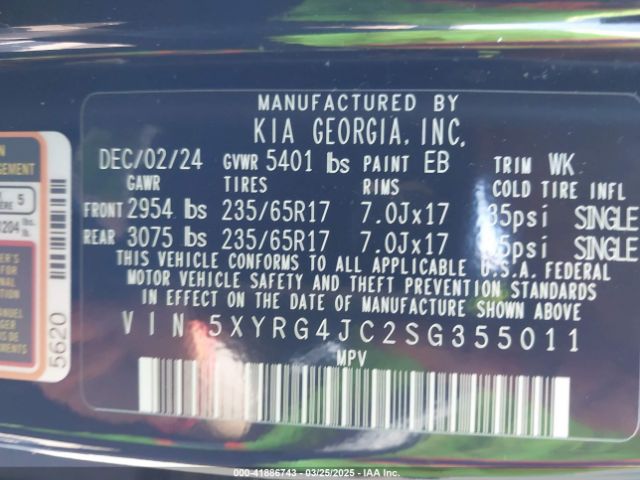 MANUFACTURED BY
KIA GEORGIA, INC.
DEC/02/24 GVWR 5401 lbs PAINT EB TRIM WK
GAWR TIRES RIMS COLD TIRE INFL
FRONT 2954 lbs 235/65R17 7.0Jx17 35psi SINGLE
REAR 3075 lbs 235/65R17 7.0Jx17 SINGLE
THIS VEHICLE CONFORMS TO ALL APPLICABLE U.S.A. FEDERAL
MOTOR VEHICLE SAFETY AND THEFT PREVENTION STANDARDS
IN EFFECT ON THE DATE OF MANUFACTURE SHOWN ABOVE
VIN 5XYRG4JC2SG355011
MPV
5
5620
0000 - 41886743 - 03/25/2025 - IAA Inc.